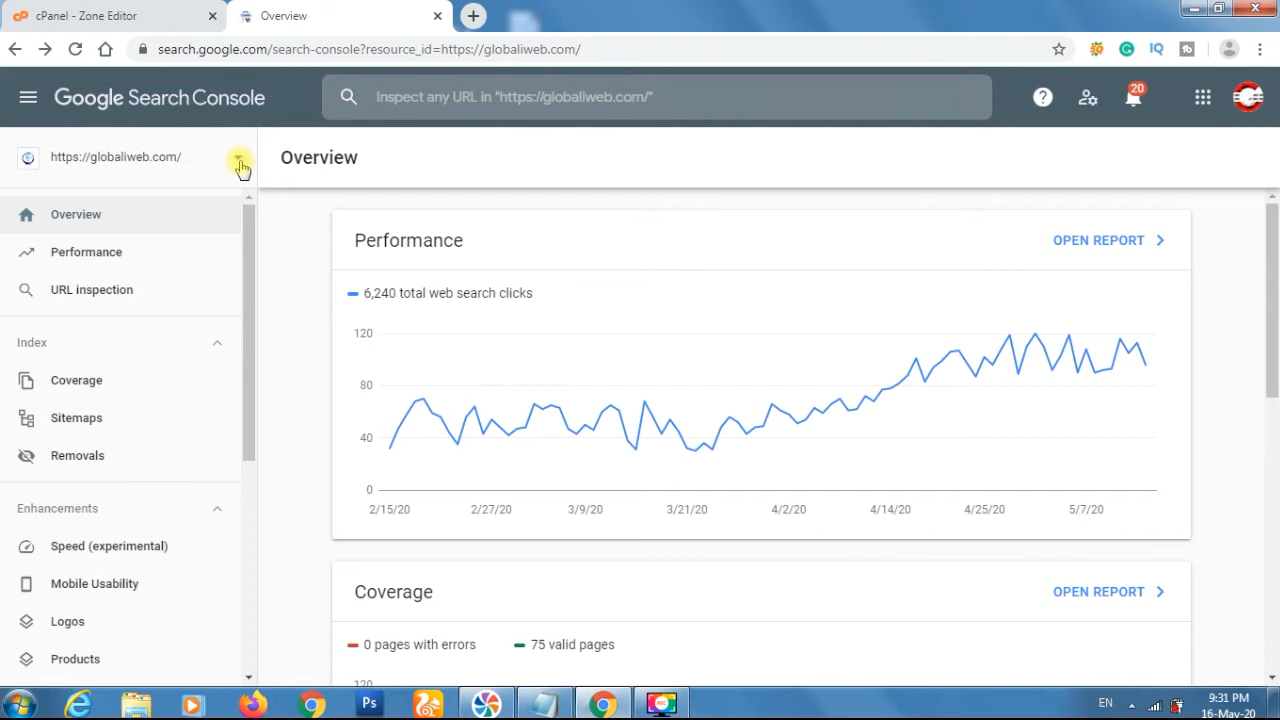 cPanel - Zone Editor
Overview
search.google.com/search-console?resource_id=https://globaliweb.com/
IQ
Google Search Console
Inspect any URL in "https://globaliweb.com/"
20
https://globaliweb.com/
Overview
Overview
Performance
URL inspection
Index
Coverage
Sitemaps
Removals
Enhancements
Speed (experimental)
Mobile Usability
Logos
Products
Performance
OPEN REPORT
6,240 total web search clicks
120
80
40
0
2/15/20 2/27/20 3/9/20 3/21/20 4/2/20 4/14/20 4/25/20 5/7/20
Coverage
OPEN REPORT
0 pages with errors 75 valid pages
120
Ps
REC
EN
9:31 PM
16-May-20